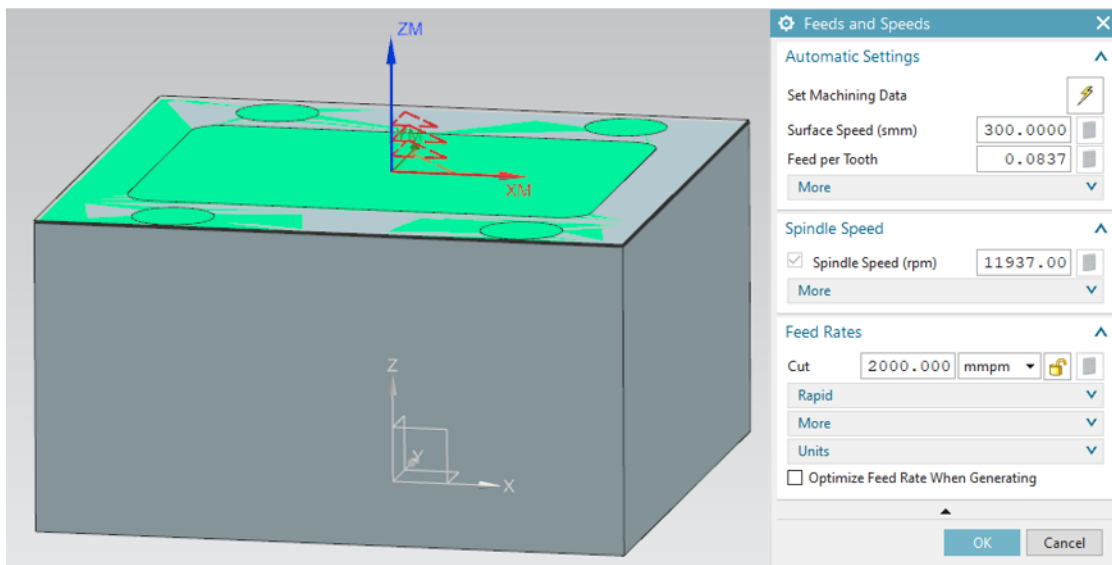 ZM
XM
Z
Y
X
Feeds and Speeds
Automatic Settings
Set Machining Data
Surface Speed (smm) 300.0000
Feed per Tooth 0.0837
More
Spindle Speed
Spindle Speed (rpm) 11937.00
More
Feed Rates
Cut 2000.000 mmpm
Rapid
More
Units
Optimize Feed Rate When Generating
OK Cancel